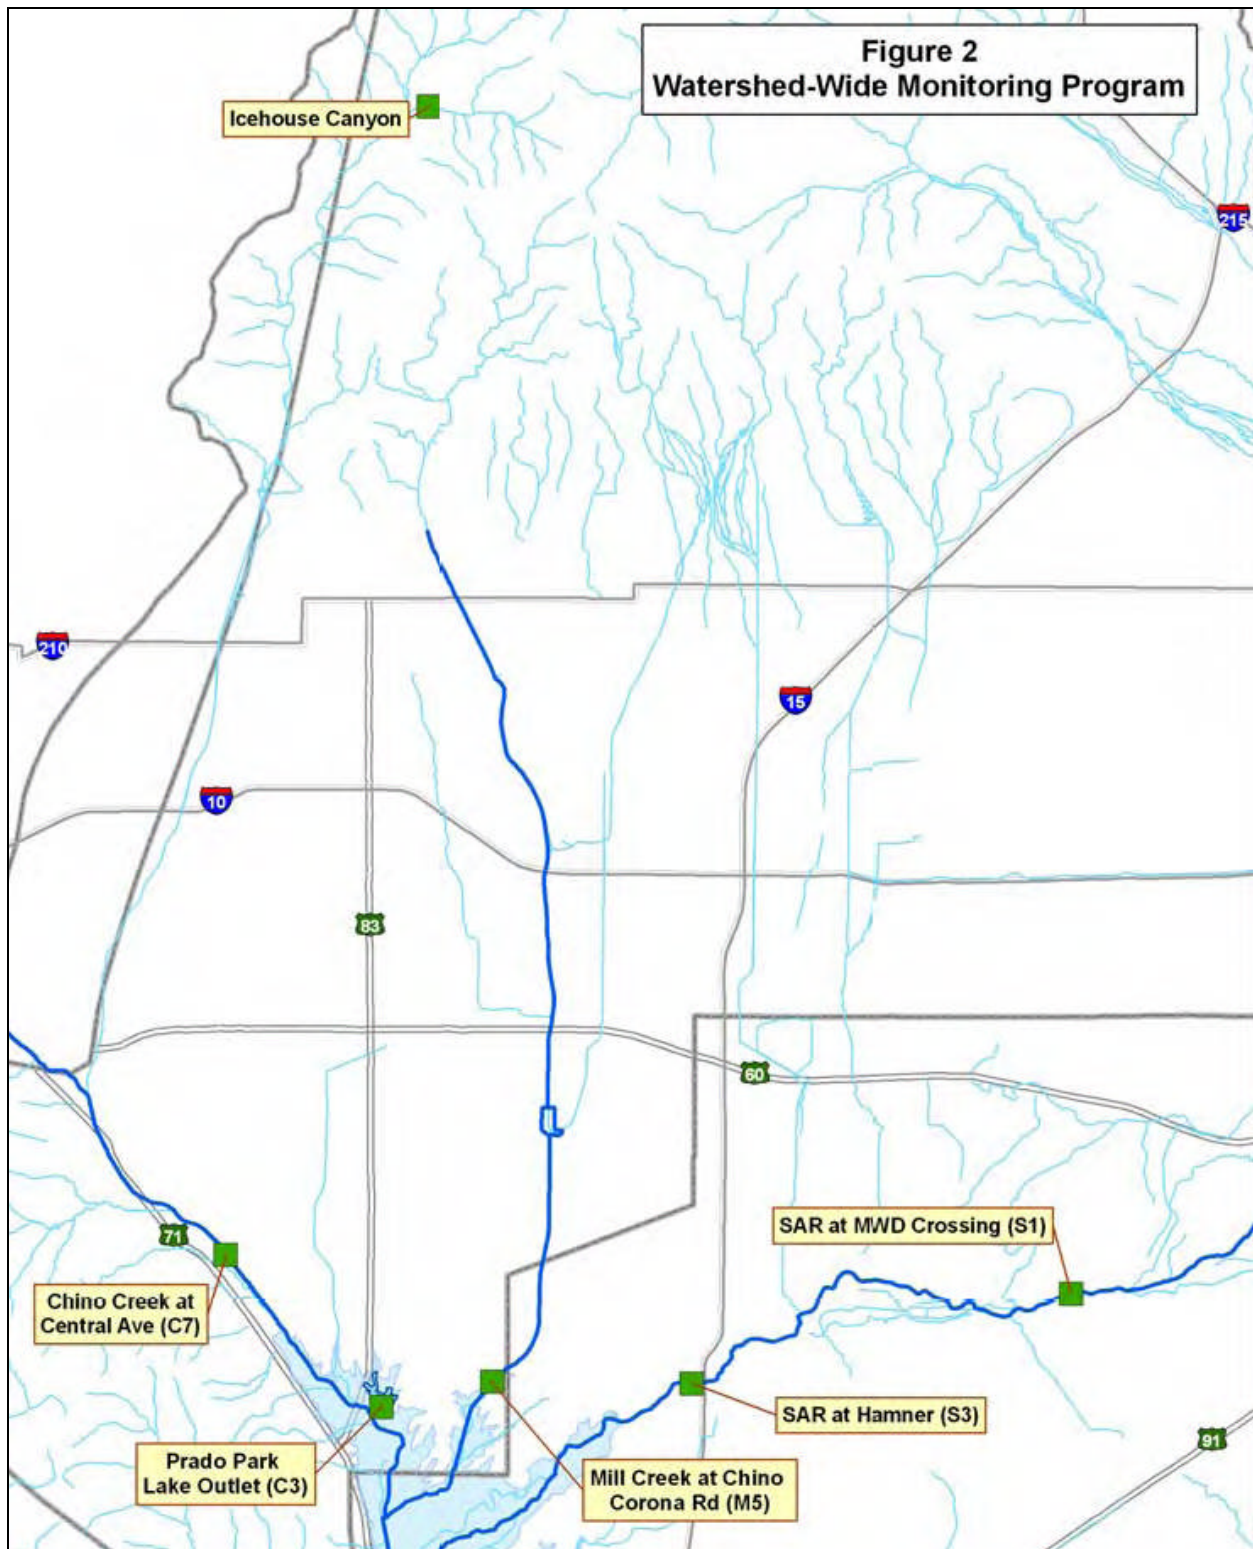 Figure 2
Watershed-Wide Monitoring Program
Icehouse Canyon
215
210
15
10
83
60
71
SAR at MWD Crossing (S1)
Chino Creek at
Central Ave (C7)
SAR at Hamner (S3)
91
Prado Park
Lake Outlet (C3)
Mill Creek at Chino
Corona Rd (M5)